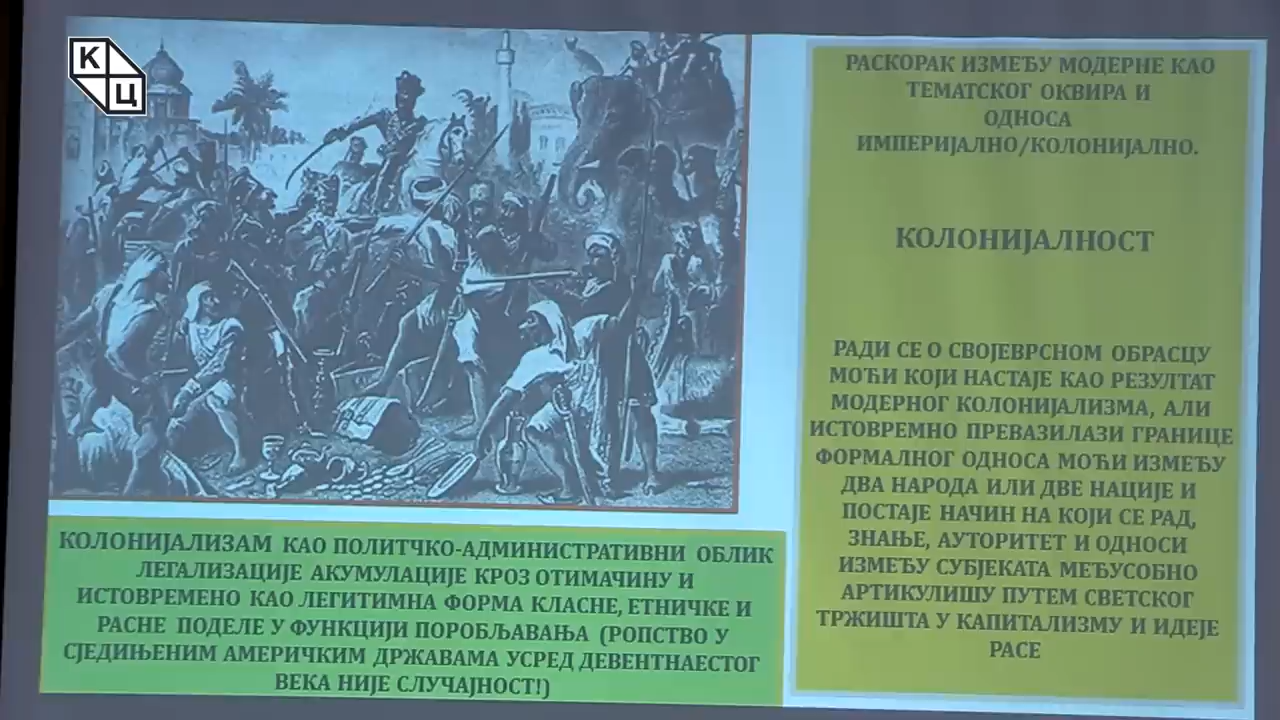 К
Ц
РАСКОРАК ИЗМЕЂУ МОДЕРНЕ КАО
ТЕМАТСКОГ ОКВИРА И
ОДНОСА
ИМПЕРИЈАЛНО/КОЛОНИЈАЛНО.
КОЛОНИЈАЛНОСТ
РАДИ СЕ О СВОЈЕВРСНОМ ОБРАСЦУ
МОЋИ КОЈИ НАСТАЈЕ КАО РЕЗУЛТАТ
МОДЕРНОГ КОЛОНИЈАЛИЗМА, АЛИ
ИСТОВРЕМНО ПРЕВАЗИЛАЗИ ГРАНИЦЕ
ФОРМАЛНОГ ОДНОСА МОЋИ ИЗМЕЂУ
ДВА НАРОДА ИЛИ ДВЕ НАЦИЈЕ И
ПОСТАЈЕ НАЧИН НА КОЈИ СЕ РАД,
ЗНАЊЕ, АУТОРИТЕТ И ОДНОСИ
ИЗМЕЂУ СУБЈЕКАТА МЕЂУСОБНО
АРТИКУЛИШУ ПУТЕМ СВЕТСКОГ
ТРЖИШТА У КАПИТАЛИЗМУ И ИДЕЈЕ
РАСЕ
КОЛОНИЈАЛИЗАМ КАО ПОЛИТЧКО-АДМИНИСТРАТИВНИ ОБЛИК
ЛЕГАЛИЗАЦИЈЕ АКУМУЛАЦИЈЕ КРОЗ ОТИМАЧИНУ И
ИСТОВРЕМЕНО КАО ЛЕГИТИМНА ФОРМА КЛАСНЕ, ЕТНИЧКЕ И
РАСНЕ ПОДЕЛЕ У ФУНКЦИЈИ ПОРОБЉАВАЊА (РОПСТВО У
СЈЕДИЊЕНИМ АМЕРИЧКИМ ДРЖАВАМА УСРЕД ДЕВЕНТНАЕСТОГ
ВЕКА НИЈЕ СЛУЧАЈНОСТ!)